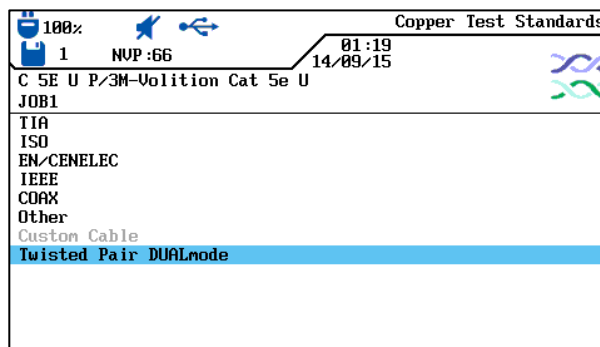 100% Copper Test Standards
1 NVP:66 01:19
14/09/15
C 5E U P/3M-Volition Cat 5e U
JOB1
TIA
ISO
EN/CENELEC
IEEE
COAX
Other
Custom Cable
Twisted Pair DUALmode